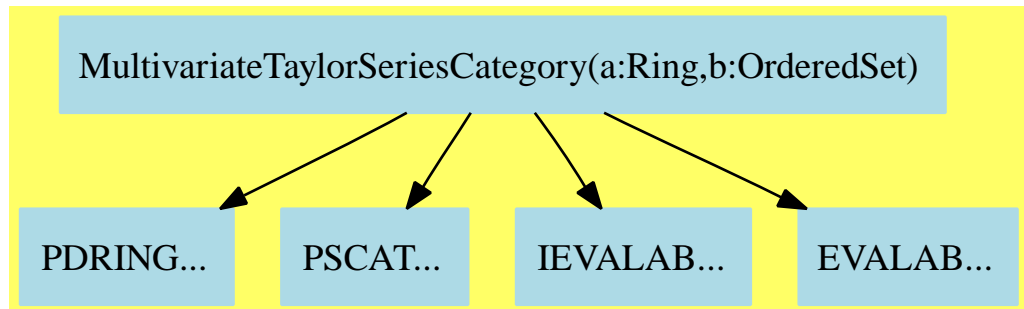 MultivariateTaylorSeriesCategory(a:Ring,b:OrderedSet)
PDRING... PSCAT... IEVALAB... EVALAB...